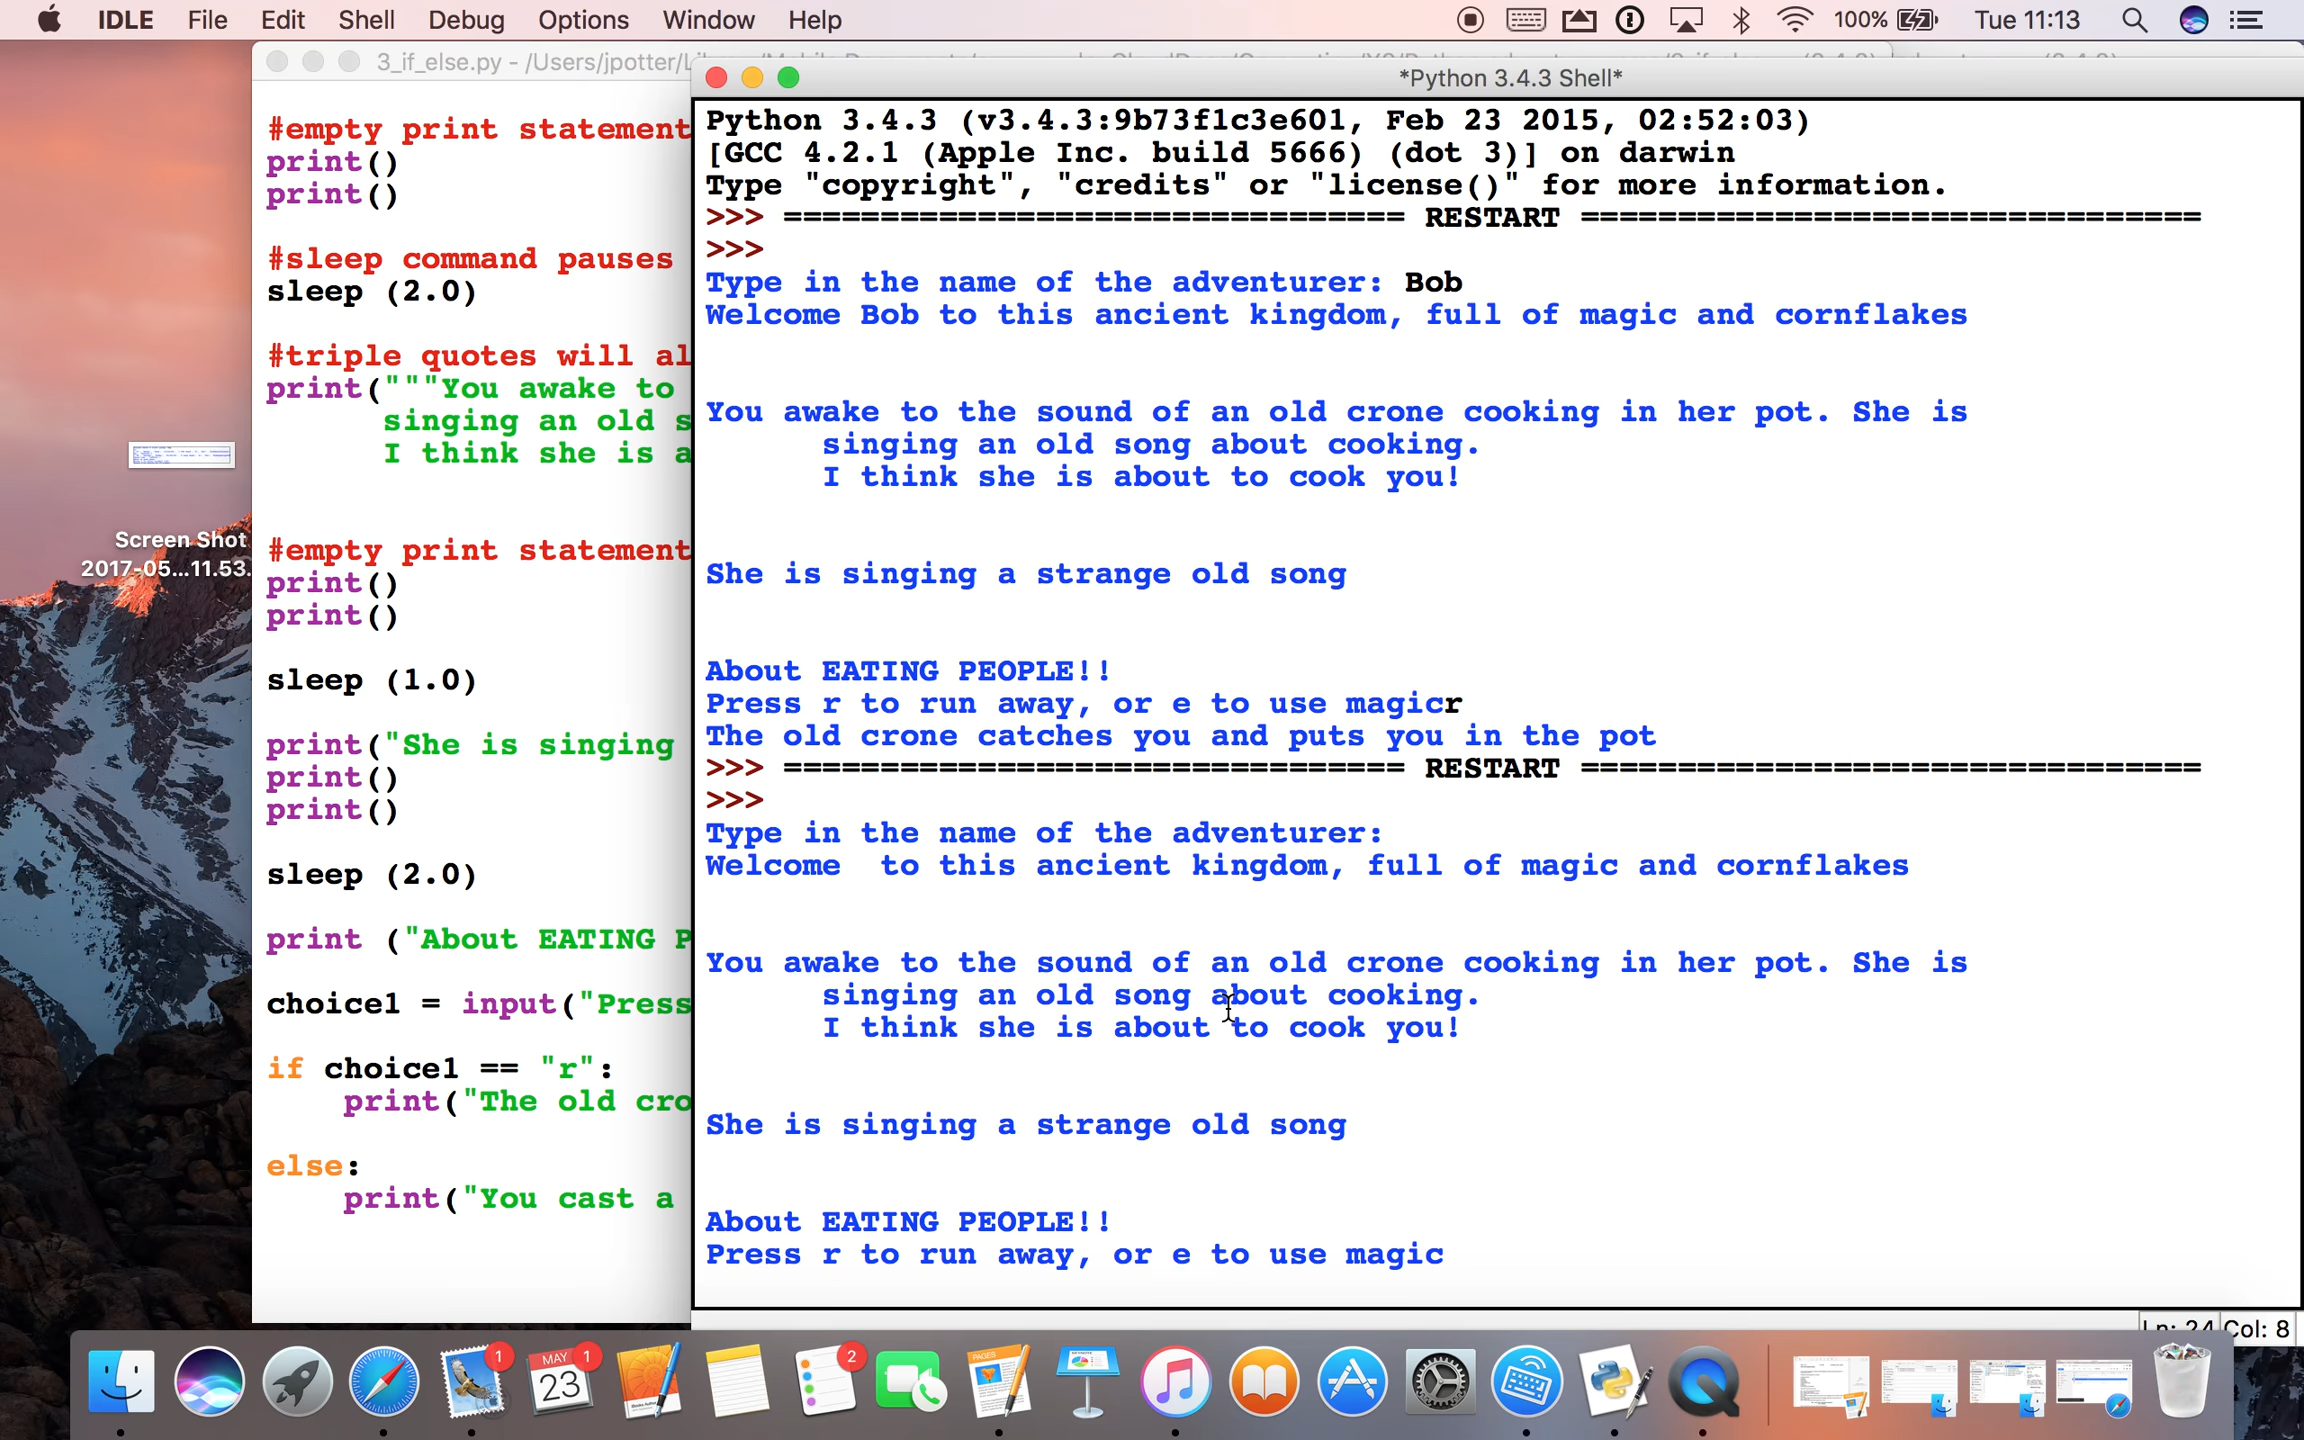 IDLE File Edit Shell Debug Options Window Help 100% Tue 11:13
3_if_else.py - /Users/jpotter/
#empty print statement
print()
print()
#sleep command pauses
sleep (2.0)
#triple quotes will al
print("""You awake to
singing an old s
I think she is a
#empty print statement
print()
print()
sleep (1.0)
print("She is singing
print()
print()
sleep (2.0)
print ("About EATING P
choice1 = input("Press
if choice1 == "r":
print("The old cro
else:
print("You cast a
*Python 3.4.3 Shell*
Python 3.4.3 (v3.4.3:9b73f1c3e601, Feb 23 2015, 02:52:03)
[GCC 4.2.1 (Apple Inc. build 5666) (dot 3)] on darwin
Type "copyright", "credits" or "license()" for more information.
>>> ================================ RESTART ================================
>>>
Type in the name of the adventurer: Bob
Welcome Bob to this ancient kingdom, full of magic and cornflakes
You awake to the sound of an old crone cooking in her pot. She is
singing an old song about cooking.
I think she is about to cook you!
She is singing a strange old song
About EATING PEOPLE!!
Press r to run away, or e to use magicr
The old crone catches you and puts you in the pot
>>> ================================ RESTART ================================
>>>
Type in the name of the adventurer:
Welcome  to this ancient kingdom, full of magic and cornflakes
You awake to the sound of an old crone cooking in her pot. She is
singing an old song about cooking.
I think she is about to cook you!
She is singing a strange old song
About EATING PEOPLE!!
Press r to run away, or e to use magic
Ln: 24 Col: 8
Screen Shot
2017-05...11.53.
1
MAY
23
1
2
PAGES